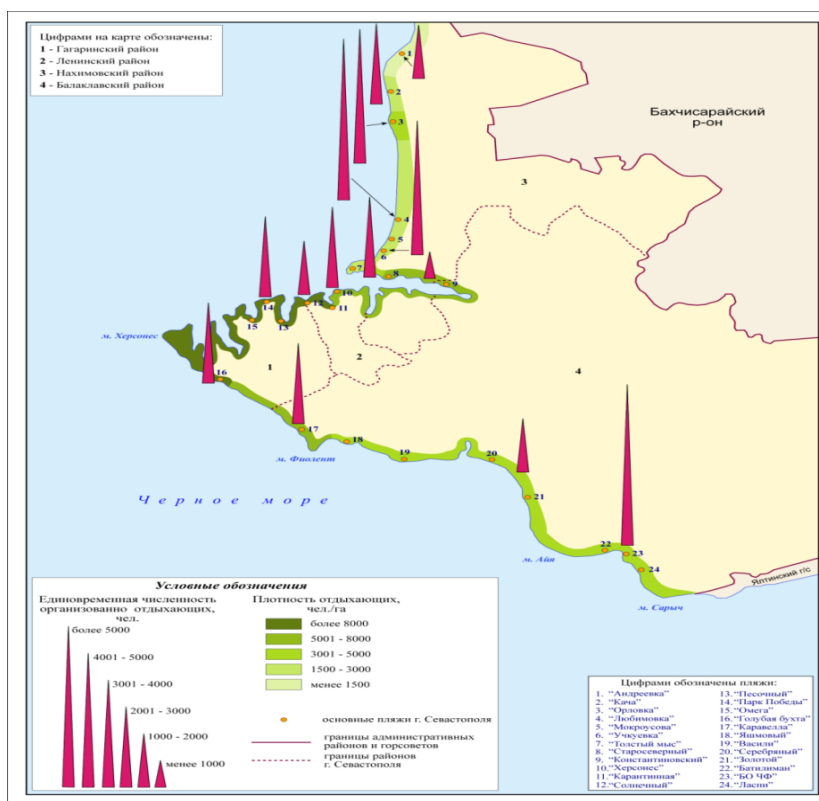 Цифрами на карте обозначены:
1 - Гагаринский район
2 - Ленинский район
3 - Нахимовский район
4 - Балаклавский район
Бахчисарайский
р-он
1
2
3
3
4
5
6
7
8
9
10
11
12
13
14
15
м. Херсонес
16
1
2
4
17
18
19
20
м. Фиолент
Черное море
21
м. Айя
22
23
24
м. Сарыч
Ялтинский г/с
Условные обозначения
Единовременная численность
организованно отдыхающих,
чел.
более 5000
4001 - 5000
3001 - 4000
2001 - 3000
1000 - 2000
менее 1000
Плотность отдыхающих,
чел./га
более 8000
5001 - 8000
3001 - 5000
1500 - 3000
менее 1500
основные пляжи г. Севастополя
границы административных
районов и горсоветов
границы районов
г. Севастополя
Цифрами обозначены пляжи:
1. "Андреевка"
2. "Кача"
3. "Орловка"
4. "Любимовка"
5. "Мокроусова"
6. "Учкуевка"
7. "Толстый мыс"
8. "Старосеверный"
9. "Константиновский"
10. "Херсонес"
11. "Карантинная"
12. "Солнечный"
13. "Песочный"
14. "Парк Победы"
15. "Омега"
16. "Голубая бухта"
17. "Каравелла"
18. "Яшмовый"
19. "Васили"
20. "Серебряный"
21. "Золотой"
22. "Батилиман"
23. "БО ЧФ"
24. "Ласпи"